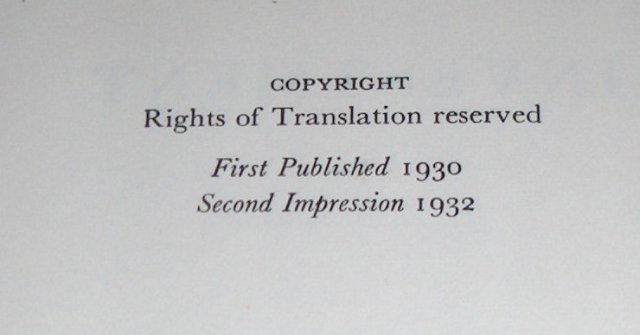 COPYRIGHT
Rights of Translation reserved
First Published 1930
Second Impression 1932